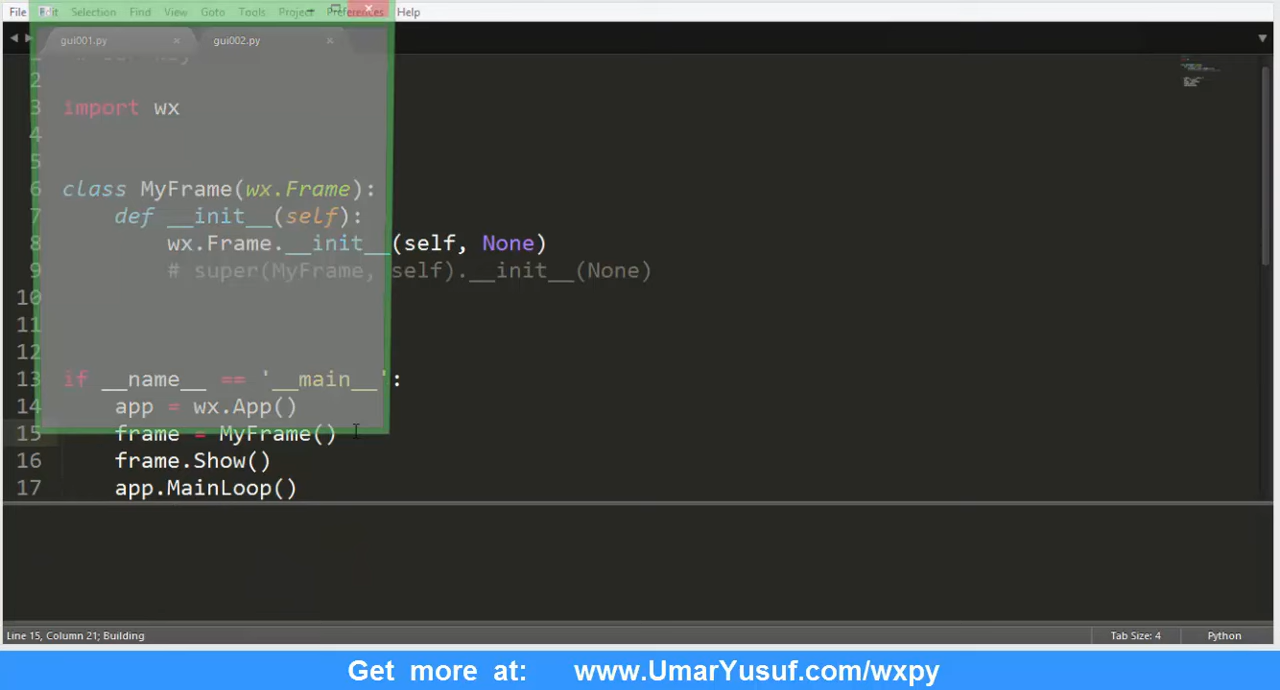 File Edit Selection Find View Goto Tools Project Preferences Help
gui001.py × gui002.py ×
1
2
3 import wx
4
5
6 class MyFrame(wx.Frame):
7 def __init__(self):
8 wx.Frame.__init__(self, None)
9 # super(MyFrame, self).__init__(None)
10
11
12
13 if __name__ == '__main__':
14 app = wx.App()
15 frame = MyFrame()
16 frame.Show()
17 app.MainLoop()
Line 15, Column 21; Building Tab Size: 4 Python
Get more at: www.UmarYusuf.com/wxpy